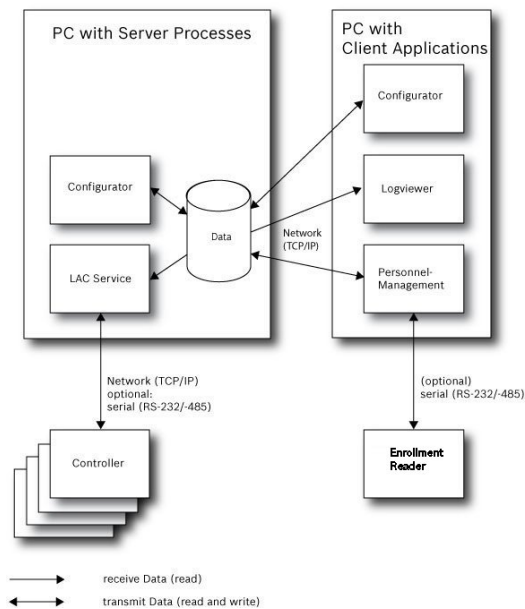 PC with Server Processes
PC with
Client Applications
Configurator
Configurator
Logviewer
Data
Network
(TCP/IP)
LAC Service
Personnel-
Management
Network (TCP/IP)
optional:
serial (RS-232/-485)
(optional)
serial (RS-232/-485)
Controller
Enrollment
Reader
receive Data (read)
transmit Data (read and write)